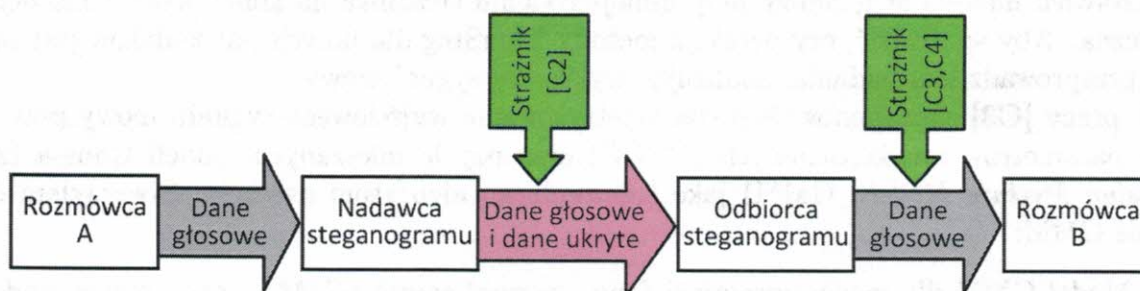 Strażnik
[C2]
Strażnik
[C3,C4]
Rozmówca
A
Dane
głosowe
Nadawca
steganogramu
Dane głosowe
i dane ukryte
Odbiorca
steganogramu
Dane
głosowe
Rozmówca
B